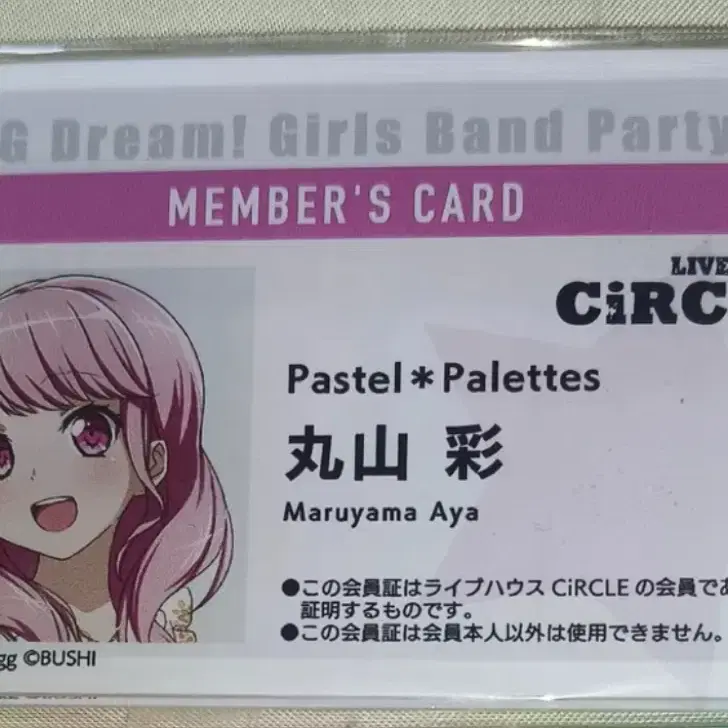 G Dream! Girls Band Party
MEMBER'S CARD
LIVE
CiRC
Pastel*Palettes
丸山 彩
Maruyama Aya
●この会員証はライブハウス CiRCLE の会員であ
証明するものです。
●この会員証は会員本人以外は使用できません。
gg ©BUSHI